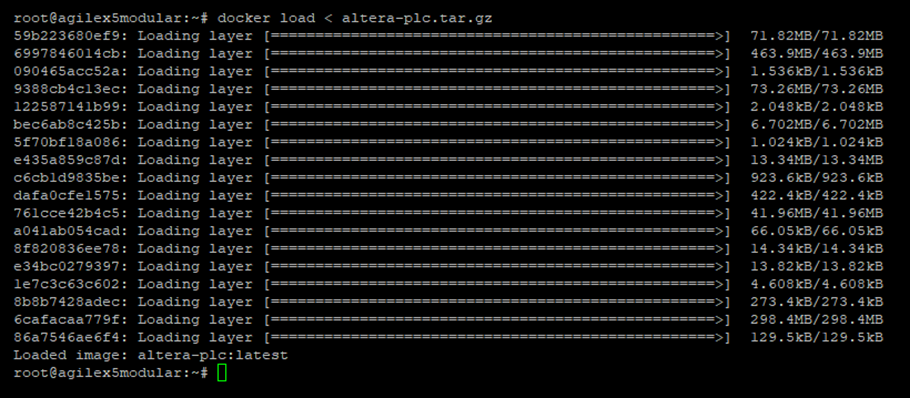 root@agilex5modular:~# docker load < altera-plc.tar.gz
59b223680ef9: Loading layer [==================================================>]  71.82MB/71.82MB
6997846014cb: Loading layer [==================================================>]  463.9MB/463.9MB
090465acc52a: Loading layer [==================================================>]  1.536kB/1.536kB
9388cb4c13ec: Loading layer [==================================================>]  73.26MB/73.26MB
122587141b99: Loading layer [==================================================>]  2.048kB/2.048kB
bec6ab8c425b: Loading layer [==================================================>]  6.702MB/6.702MB
5f70bf18a086: Loading layer [==================================================>]  1.024kB/1.024kB
e435a859c87d: Loading layer [==================================================>]  13.34MB/13.34MB
c6cb1d9835be: Loading layer [==================================================>]  923.6kB/923.6kB
dafa0cfe1575: Loading layer [==================================================>]  422.4kB/422.4kB
761cce42b4c5: Loading layer [==================================================>]  41.96MB/41.96MB
a041ab054cad: Loading layer [==================================================>]  66.05kB/66.05kB
8f820836ee78: Loading layer [==================================================>]  14.34kB/14.34kB
e34bc0279397: Loading layer [==================================================>]  13.82kB/13.82kB
1e7c3c63c602: Loading layer [==================================================>]  4.608kB/4.608kB
8b8b7428adec: Loading layer [==================================================>]  273.4kB/273.4kB
6cafacaa779f: Loading layer [==================================================>]  298.4MB/298.4MB
86a7546ae6f4: Loading layer [==================================================>]  129.5kB/129.5kB
Loaded image: altera-plc:latest
root@agilex5modular:~#